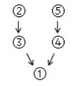 ② ⑤
③ ④
①